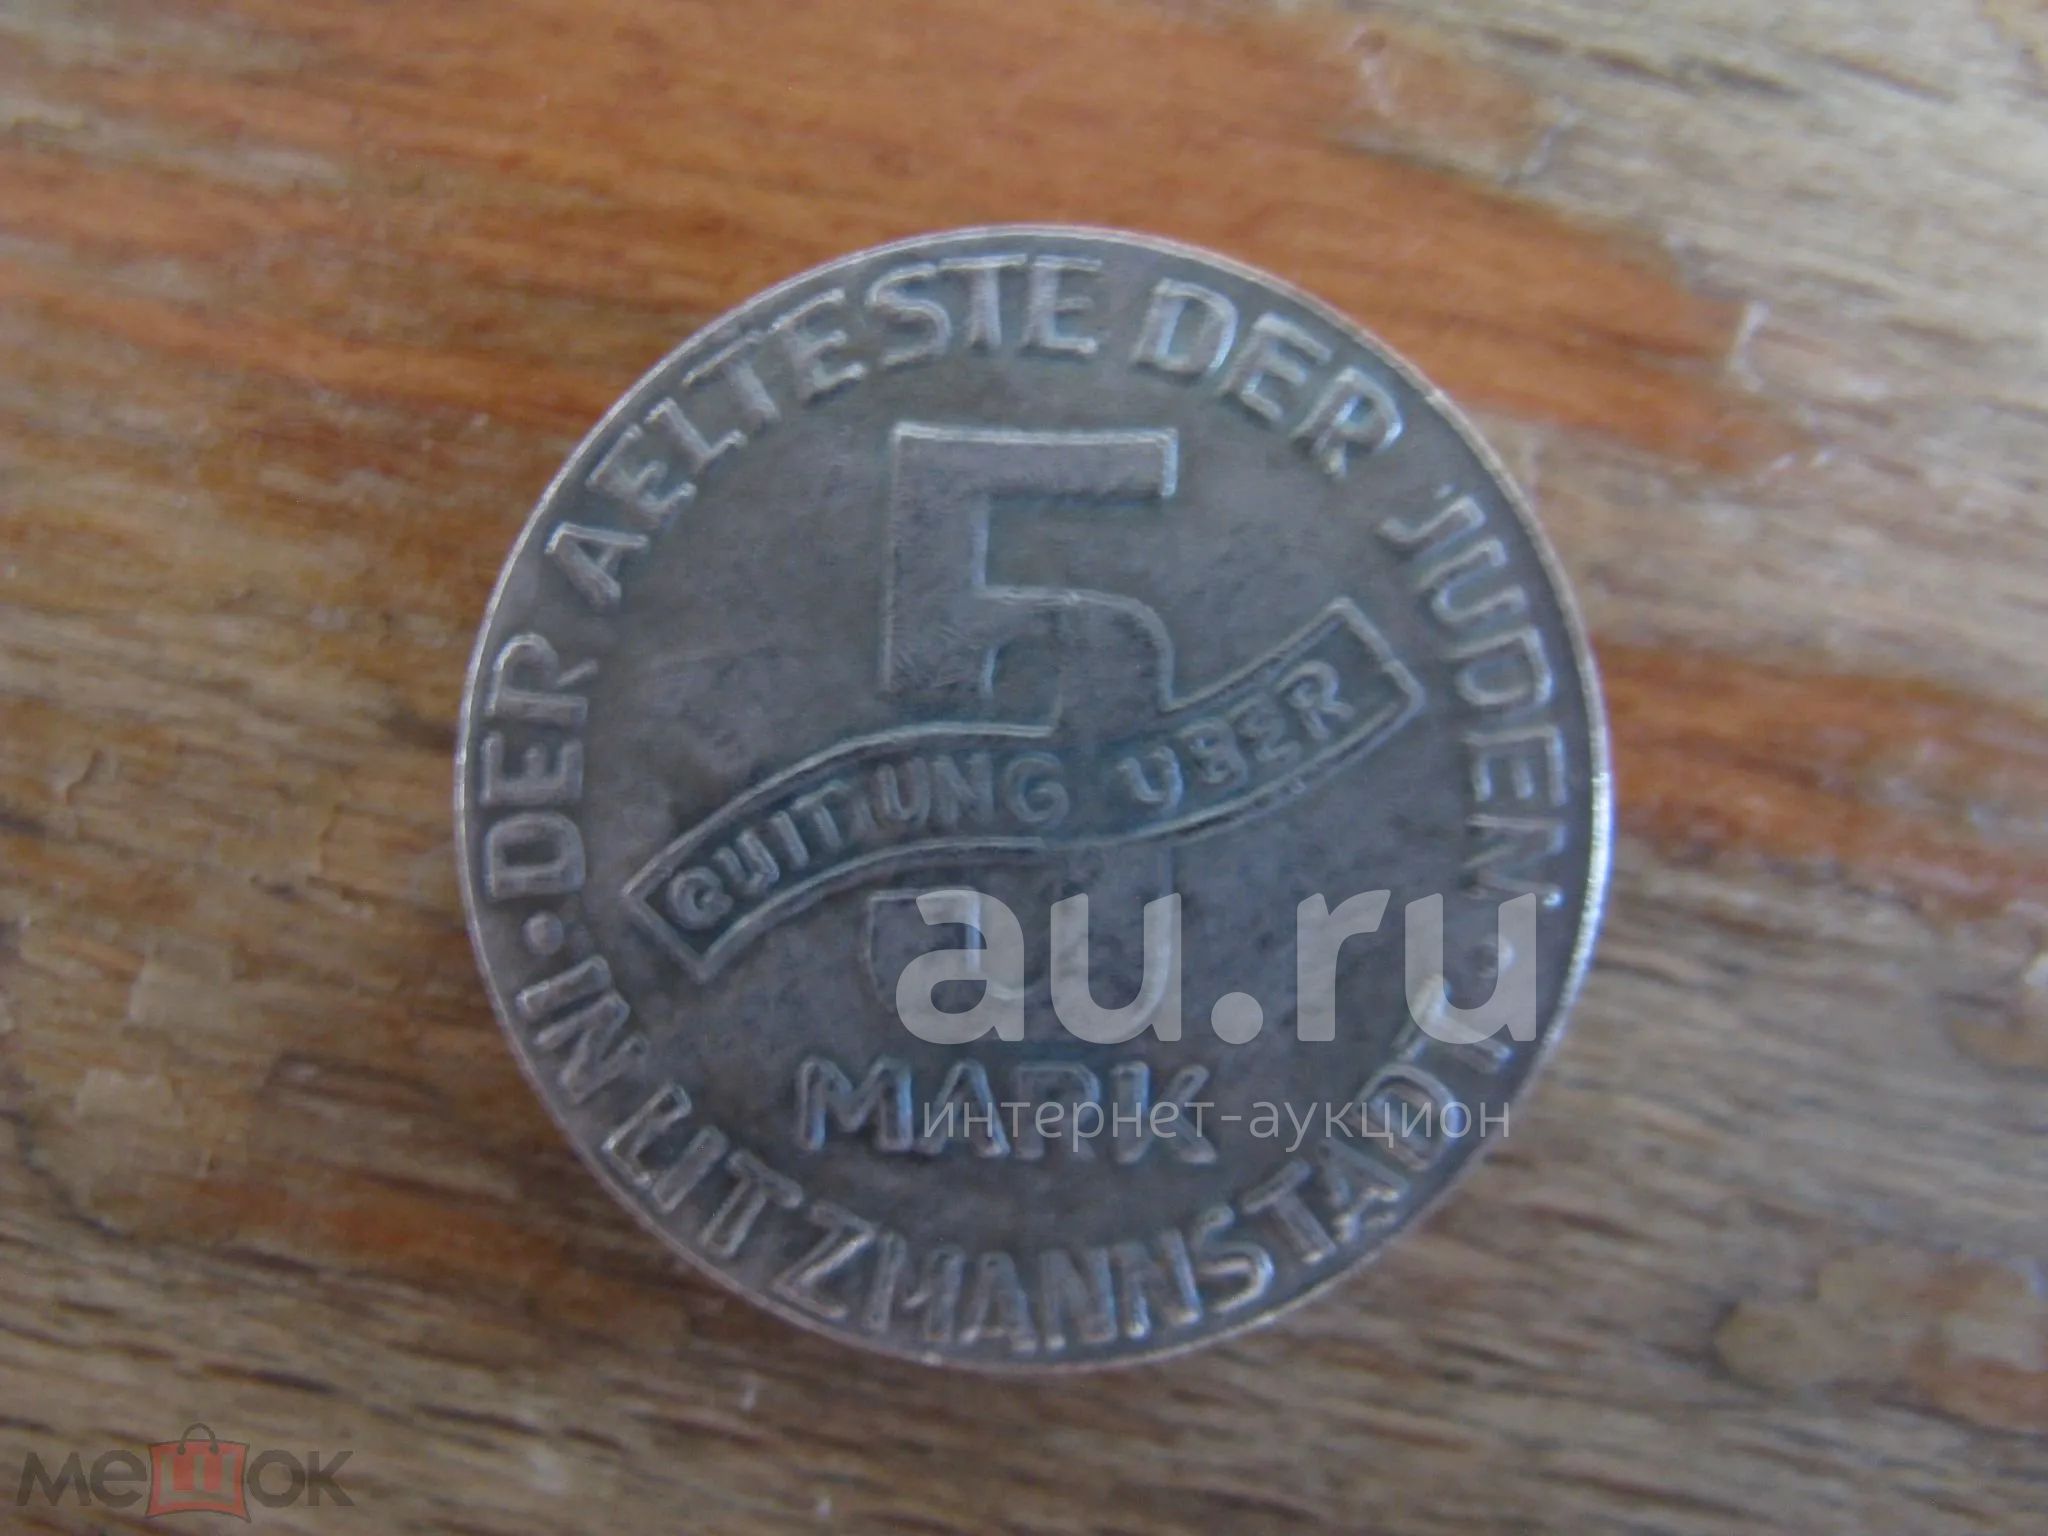 · DER AELTESTE DER JUDEN ·
5
QUITTUNG ÜBER
MARK
IN LITZMANNSTADT
au.ru
интернет-аукцион
мешок